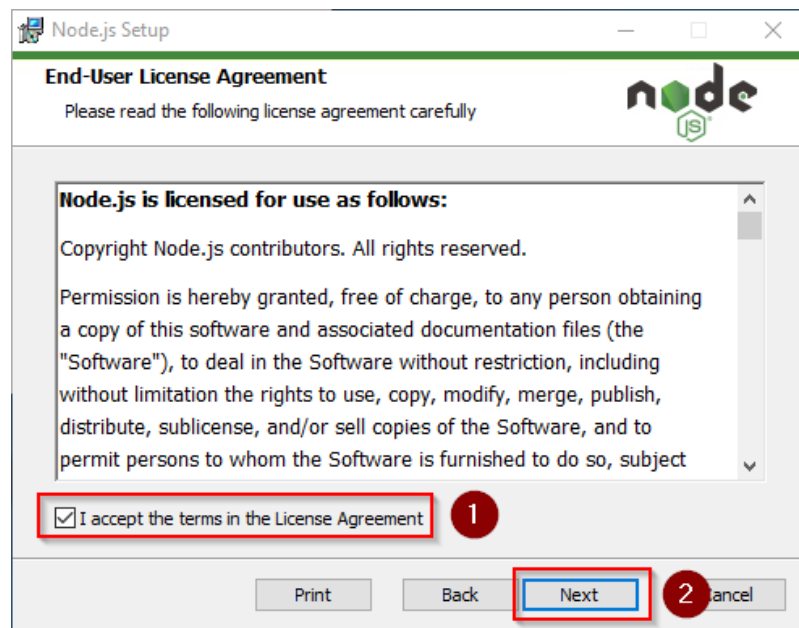 Node.js Setup
End-User License Agreement
Please read the following license agreement carefully
node
JS
Node.js is licensed for use as follows:
Copyright Node.js contributors. All rights reserved.
Permission is hereby granted, free of charge, to any person obtaining
a copy of this software and associated documentation files (the
"Software"), to deal in the Software without restriction, including
without limitation the rights to use, copy, modify, merge, publish,
distribute, sublicense, and/or sell copies of the Software, and to
permit persons to whom the Software is furnished to do so, subject
I accept the terms in the License Agreement
1
Print Back Next 2 ancel